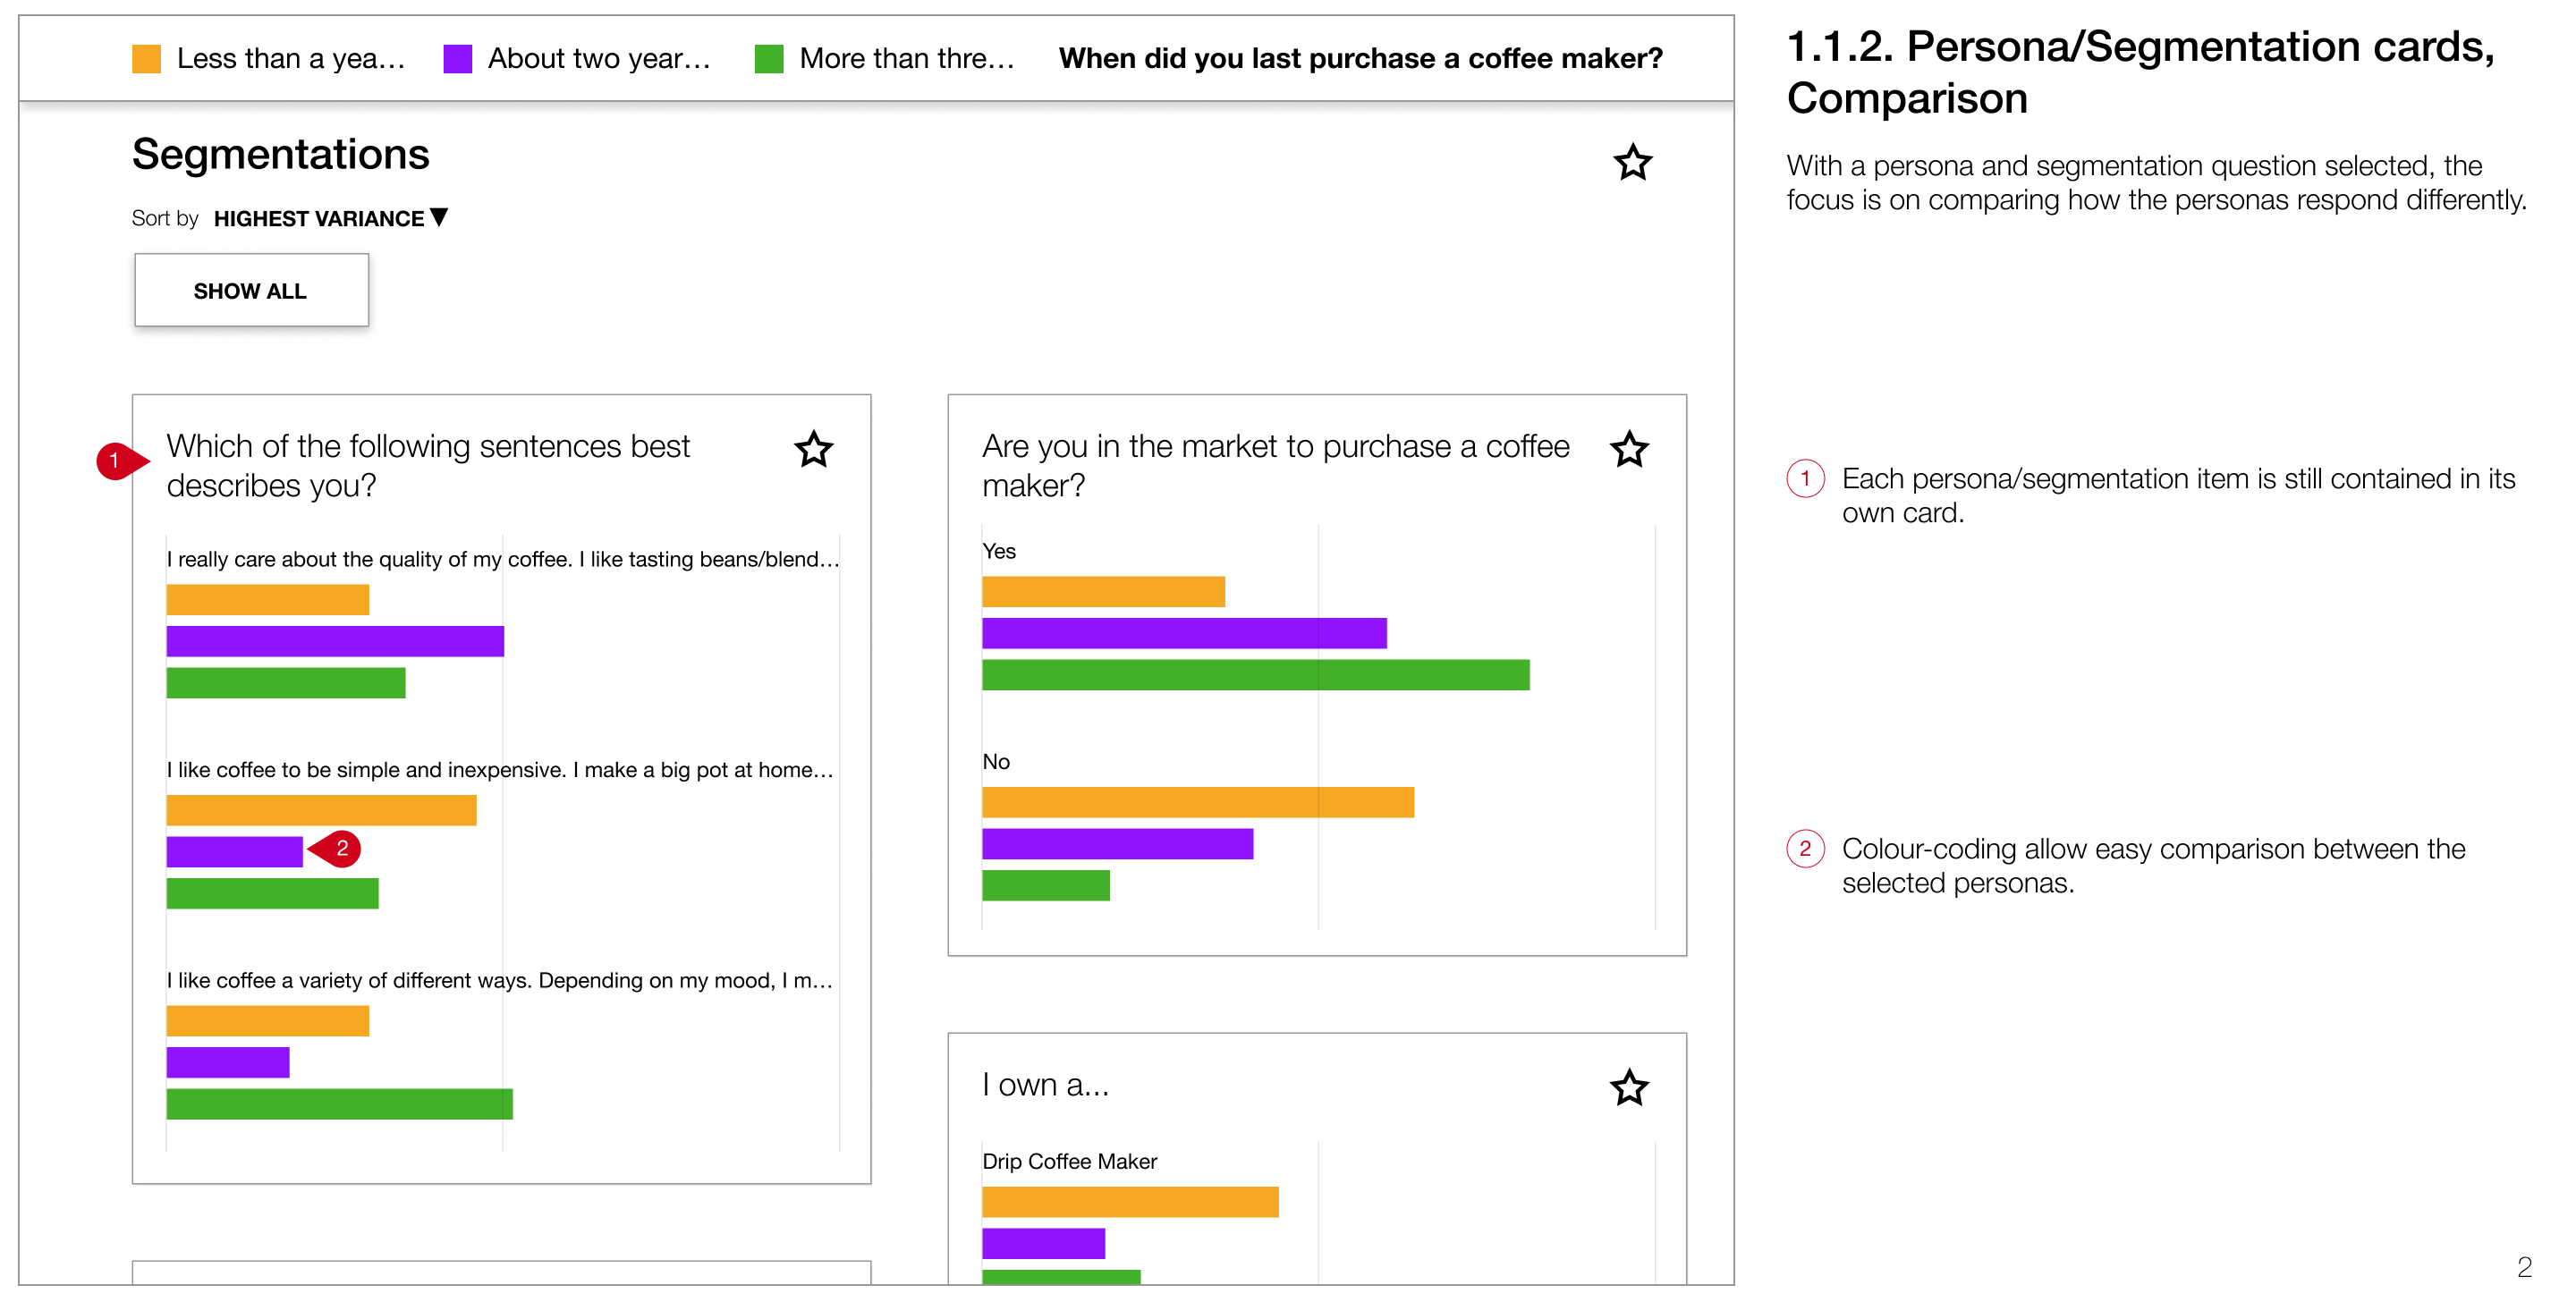 Less than a yea…
About two year…
More than thre…
When did you last purchase a coffee maker?
Segmentations
Sort by HIGHEST VARIANCE
SHOW ALL
1
Which of the following sentences best
describes you?
I really care about the quality of my coffee. I like tasting beans/blend…
I like coffee to be simple and inexpensive. I make a big pot at home…
2
I like coffee a variety of different ways. Depending on my mood, I m…
Are you in the market to purchase a coffee
maker?
Yes
No
I own a...
Drip Coffee Maker
1.1.2. Persona/Segmentation cards,
Comparison
With a persona and segmentation question selected, the
focus is on comparing how the personas respond differently.
1 Each persona/segmentation item is still contained in its
own card.
2 Colour-coding allow easy comparison between the
selected personas.
2